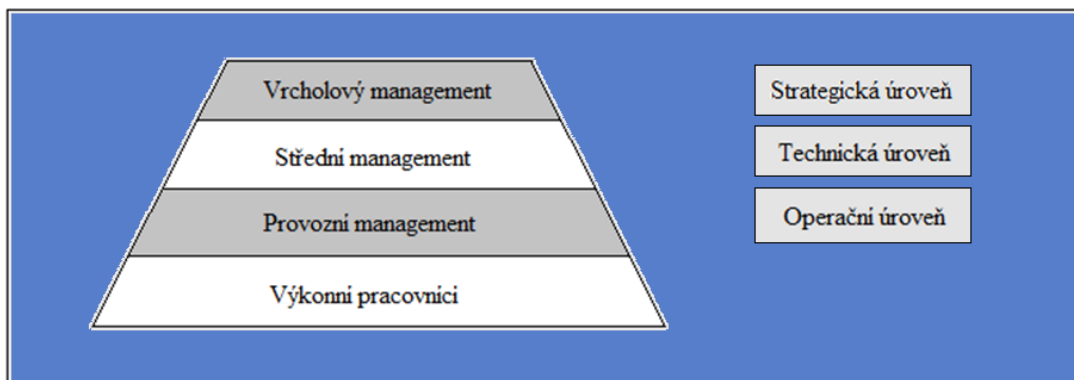 Vrcholový management
Střední management
Provozní management
Výkonní pracovníci
Strategická úroveň
Technická úroveň
Operační úroveň